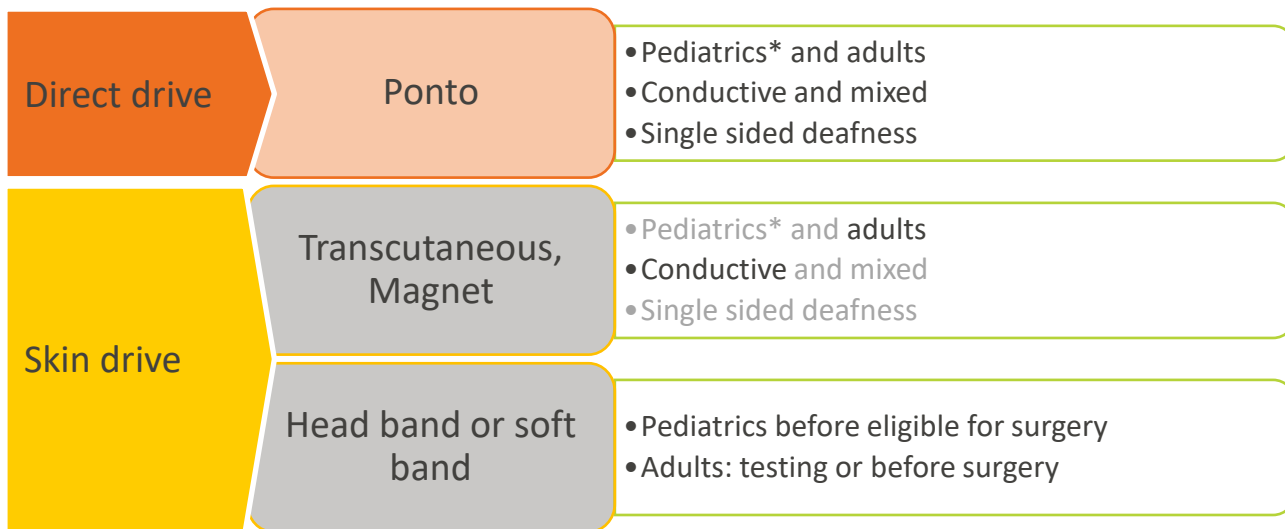 Direct drive
Ponto
•Pediatrics* and adults
•Conductive and mixed
•Single sided deafness
Skin drive
Transcutaneous,
Magnet
•Pediatrics* and adults
•Conductive and mixed
•Single sided deafness
Head band or soft
band
•Pediatrics before eligible for surgery
•Adults: testing or before surgery